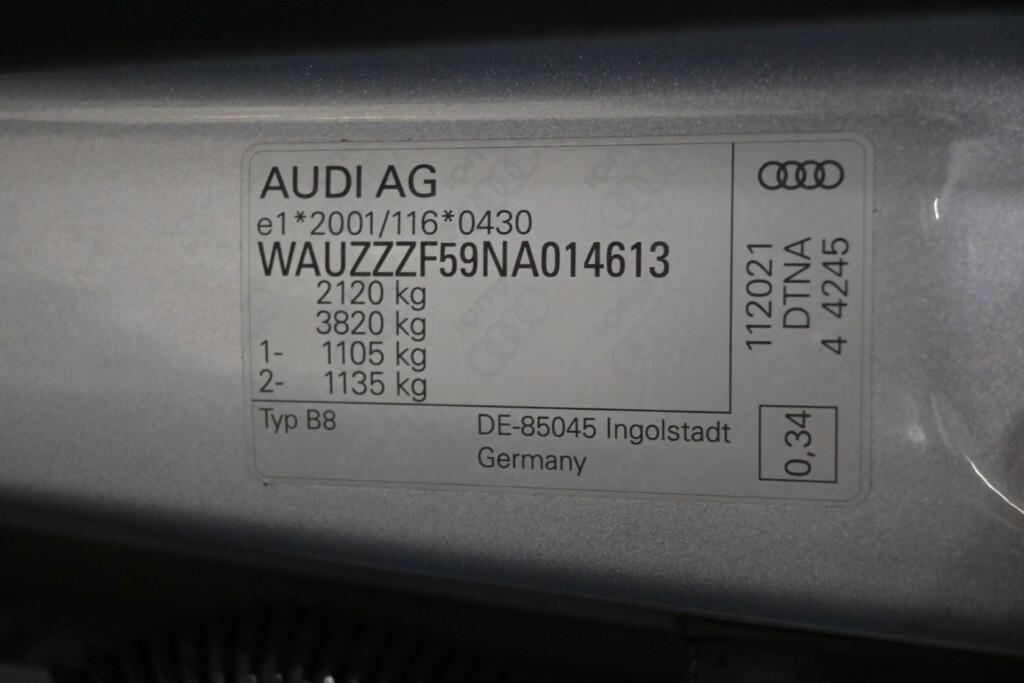 AUDI AG
e1*2001/116*0430
WAUZZZF59NA014613
2120 kg
3820 kg
1- 1105 kg
2- 1135 kg
Typ B8
DE-85045 Ingolstadt
Germany
112021
DTNA
4 4245
0,34